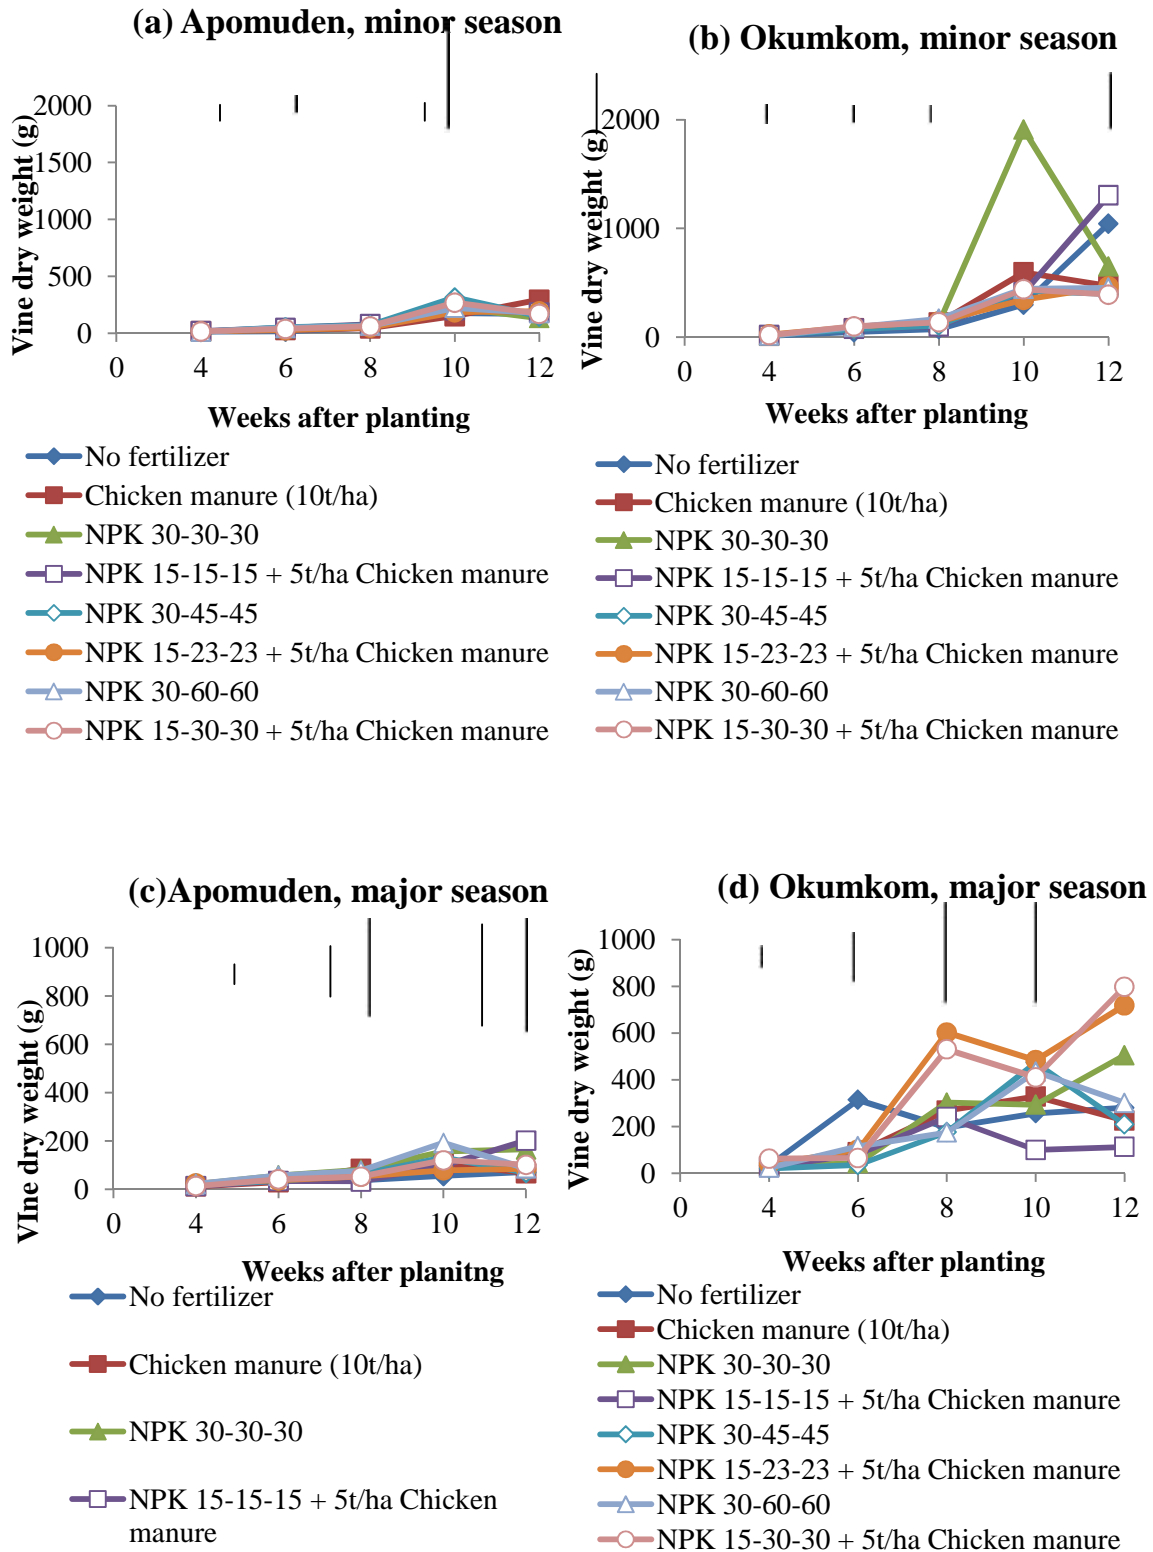 (a) Apomuden, minor season
Vine dry weight (g)
2000
1500
1000
500
0
0 4 6 8 10 12
Weeks after planting
No fertilizer
Chicken manure (10t/ha)
NPK 30-30-30
NPK 15-15-15 + 5t/ha Chicken manure
NPK 30-45-45
NPK 15-23-23 + 5t/ha Chicken manure
NPK 30-60-60
NPK 15-30-30 + 5t/ha Chicken manure
(b) Okumkom, minor season
Vine dry weight (g)
2000
1000
0
0 4 6 8 10 12
Weeks after planting
No fertilizer
Chicken manure (10t/ha)
NPK 30-30-30
NPK 15-15-15 + 5t/ha Chicken manure
NPK 30-45-45
NPK 15-23-23 + 5t/ha Chicken manure
NPK 30-60-60
NPK 15-30-30 + 5t/ha Chicken manure
(c)Apomuden, major season
VIne dry weight (g)
1000
800
600
400
200
0
0 4 6 8 10 12
Weeks after planitng
No fertilizer
Chicken manure (10t/ha)
NPK 30-30-30
NPK 15-15-15 + 5t/ha Chicken
manure
(d) Okumkom, major season
Vine dry weight (g)
1000
800
600
400
200
0
0 4 6 8 10 12
Weeks after planting
No fertilizer
Chicken manure (10t/ha)
NPK 30-30-30
NPK 15-15-15 + 5t/ha Chicken manure
NPK 30-45-45
NPK 15-23-23 + 5t/ha Chicken manure
NPK 30-60-60
NPK 15-30-30 + 5t/ha Chicken manure